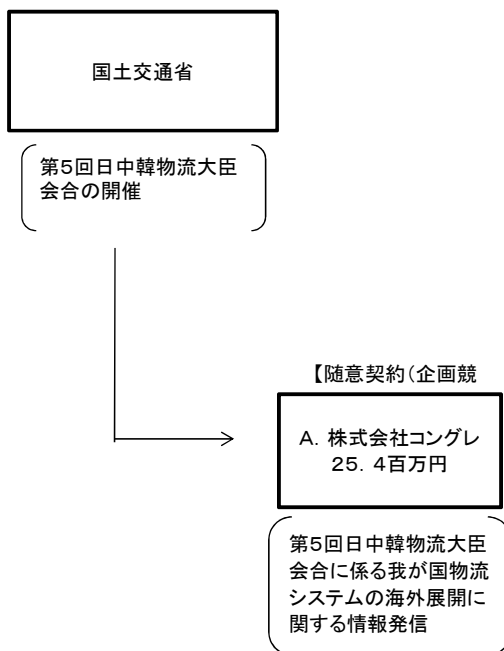 国土交通省
第5回日中韓物流大臣
会合の開催
【随意契約(企画競
A. 株式会社コングレ
25. 4百万円
第5回日中韓物流大臣
会合に係る我が国物流
システムの海外展開に
関する情報発信